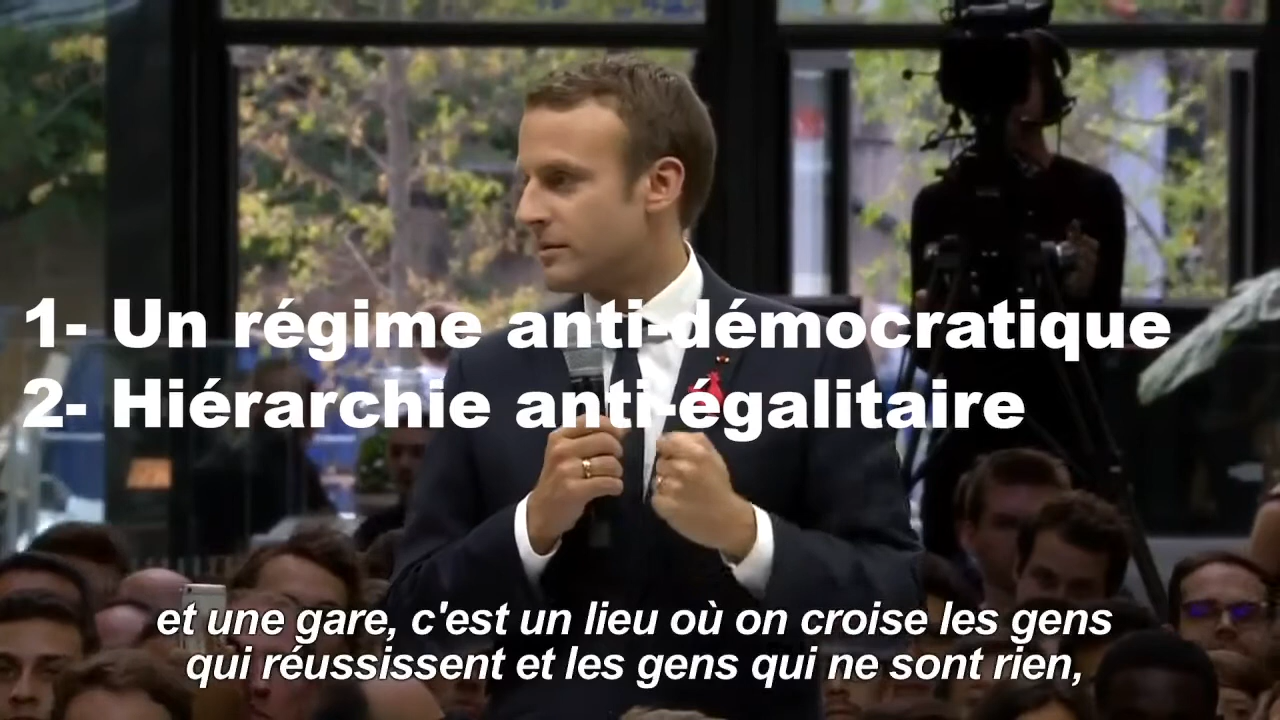 1- Un régime anti-démocratique
2- Hiérarchie anti-égalitaire
et une gare, c'est un lieu où on croise les gens
qui réussissent et les gens qui ne sont rien,